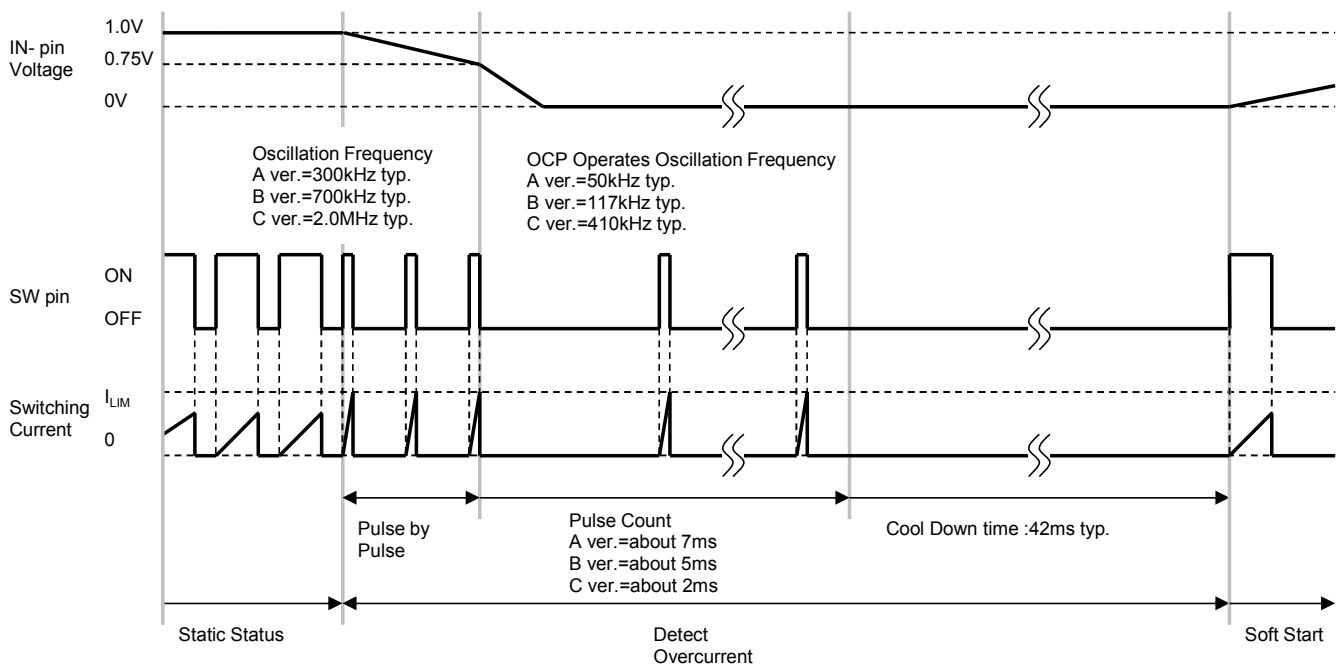 1.0V
IN- pin
Voltage
0.75V
0V
Oscillation Frequency
A ver.=300kHz typ.
B ver.=700kHz typ.
C ver.=2.0MHz typ.
OCP Operates Oscillation Frequency
A ver.=50kHz typ.
B ver.=117kHz typ.
C ver.=410kHz typ.
SW pin
ON
OFF
Switching
Current
ILIM
0
Pulse by
Pulse
Pulse Count
A ver.=about 7ms
B ver.=about 5ms
C ver.=about 2ms
Cool Down time :42ms typ.
Static Status
Detect
Overcurrent
Soft Start